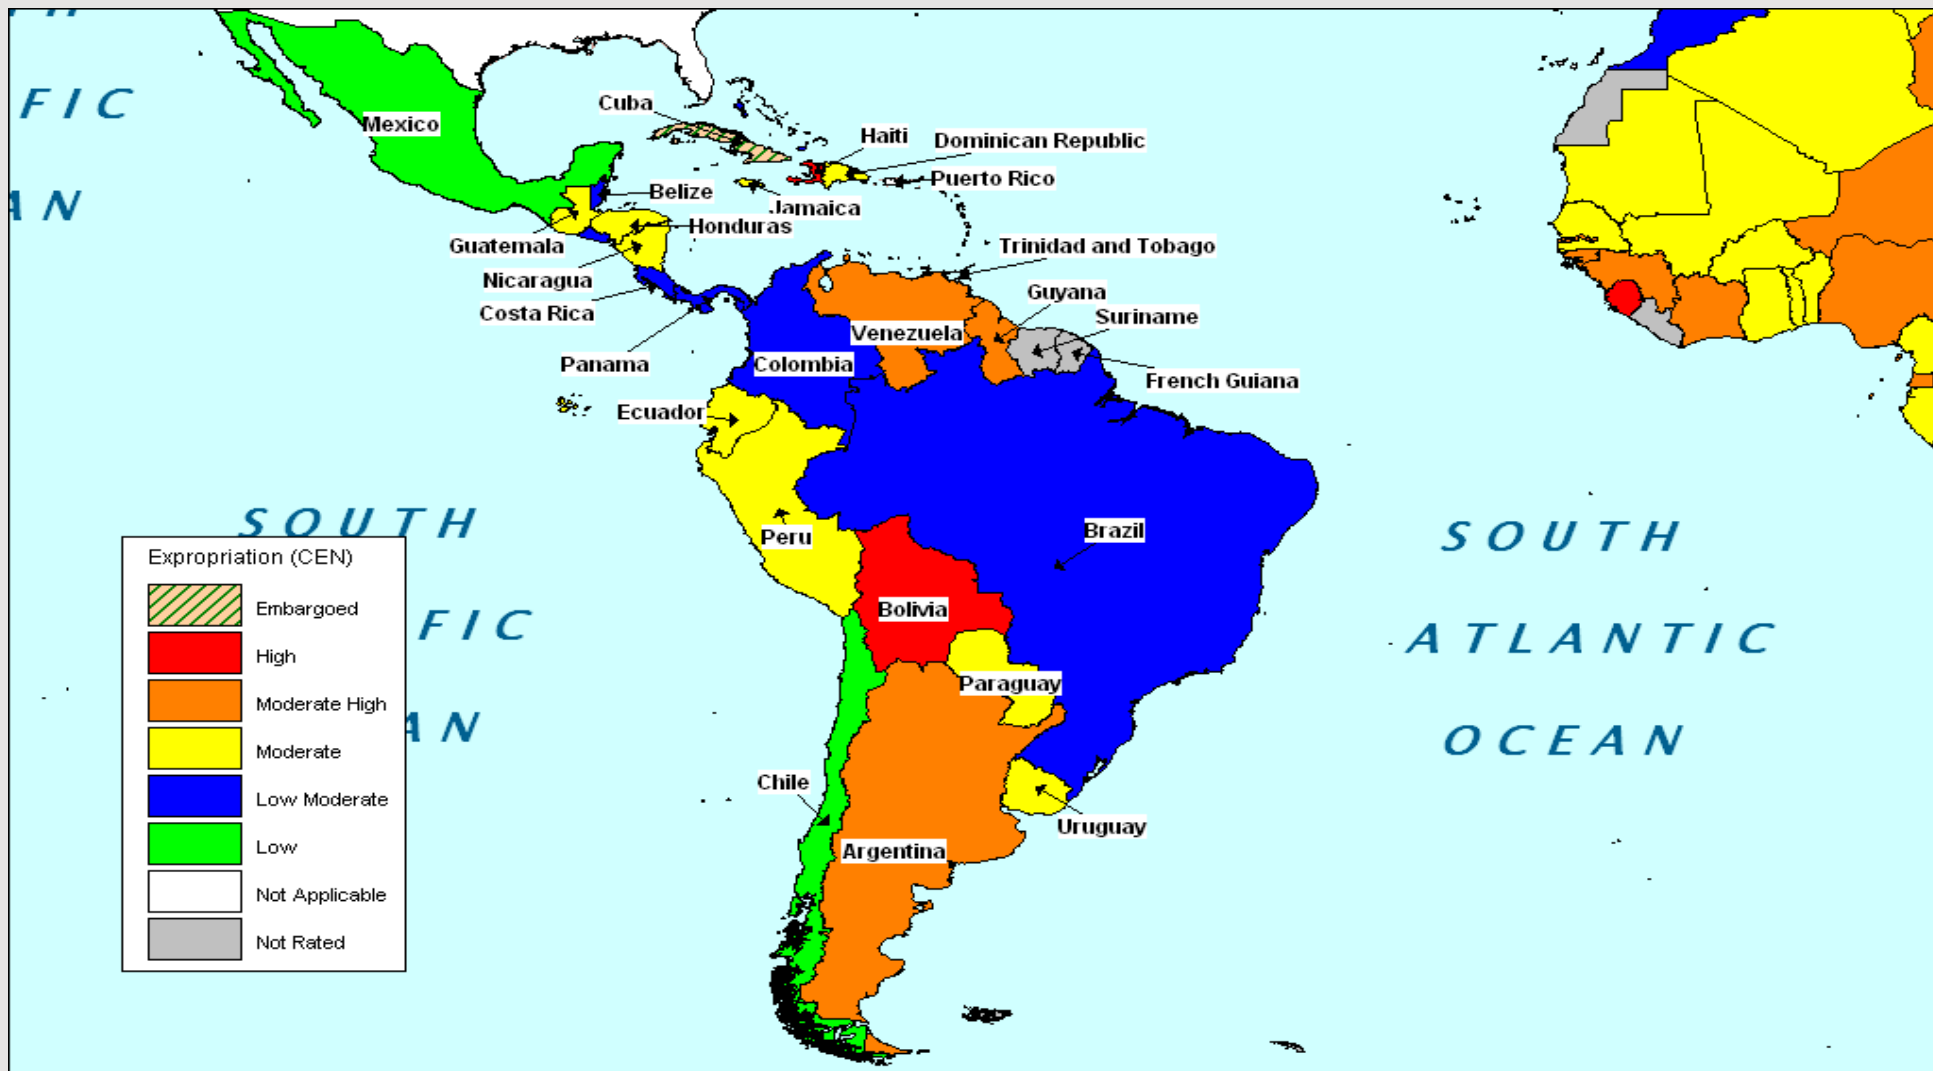 FIC
AN
Mexico
Cuba
Haiti
Dominican Republic
Puerto Rico
Belize
Jamaica
Honduras
Guatemala
Trinidad and Tobago
Nicaragua
Guyana
Costa Rica
Suriname
Venezuela
Panama
Colombia
French Guiana
Ecuador
SOUTH
FIC
AN
Peru
Brazil
Bolivia
Paraguay
Chile
Uruguay
Argentina
SOUTH
ATLANTIC
OCEAN
Expropriation (CEN)
Embargoed
High
Moderate High
Moderate
Low Moderate
Low
Not Applicable
Not Rated